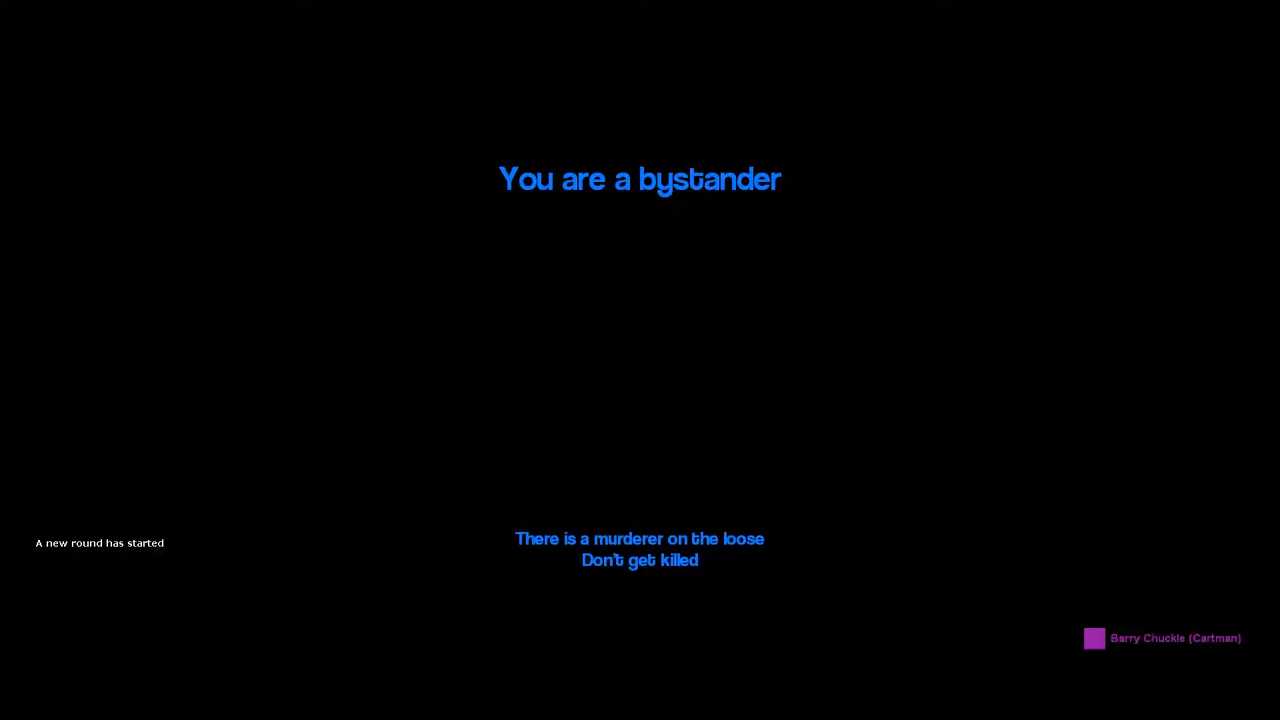 You are a bystander
There is a murderer on the loose
Don't get killed
A new round has started
Barry Chuckle (Cartman)